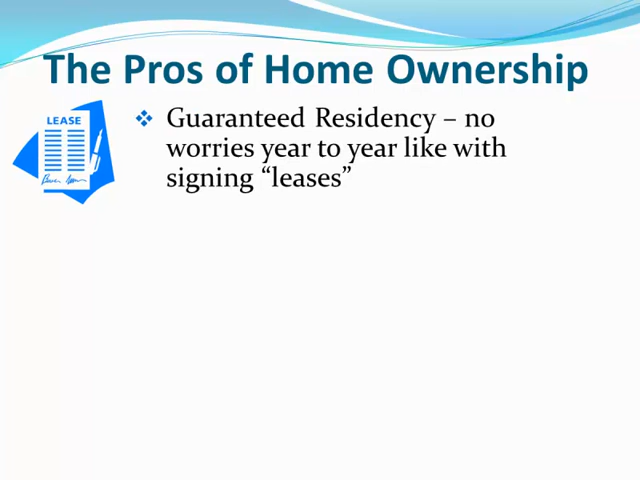 The Pros of Home Ownership
LEASE
Guaranteed Residency – no
worries year to year like with
signing “leases”